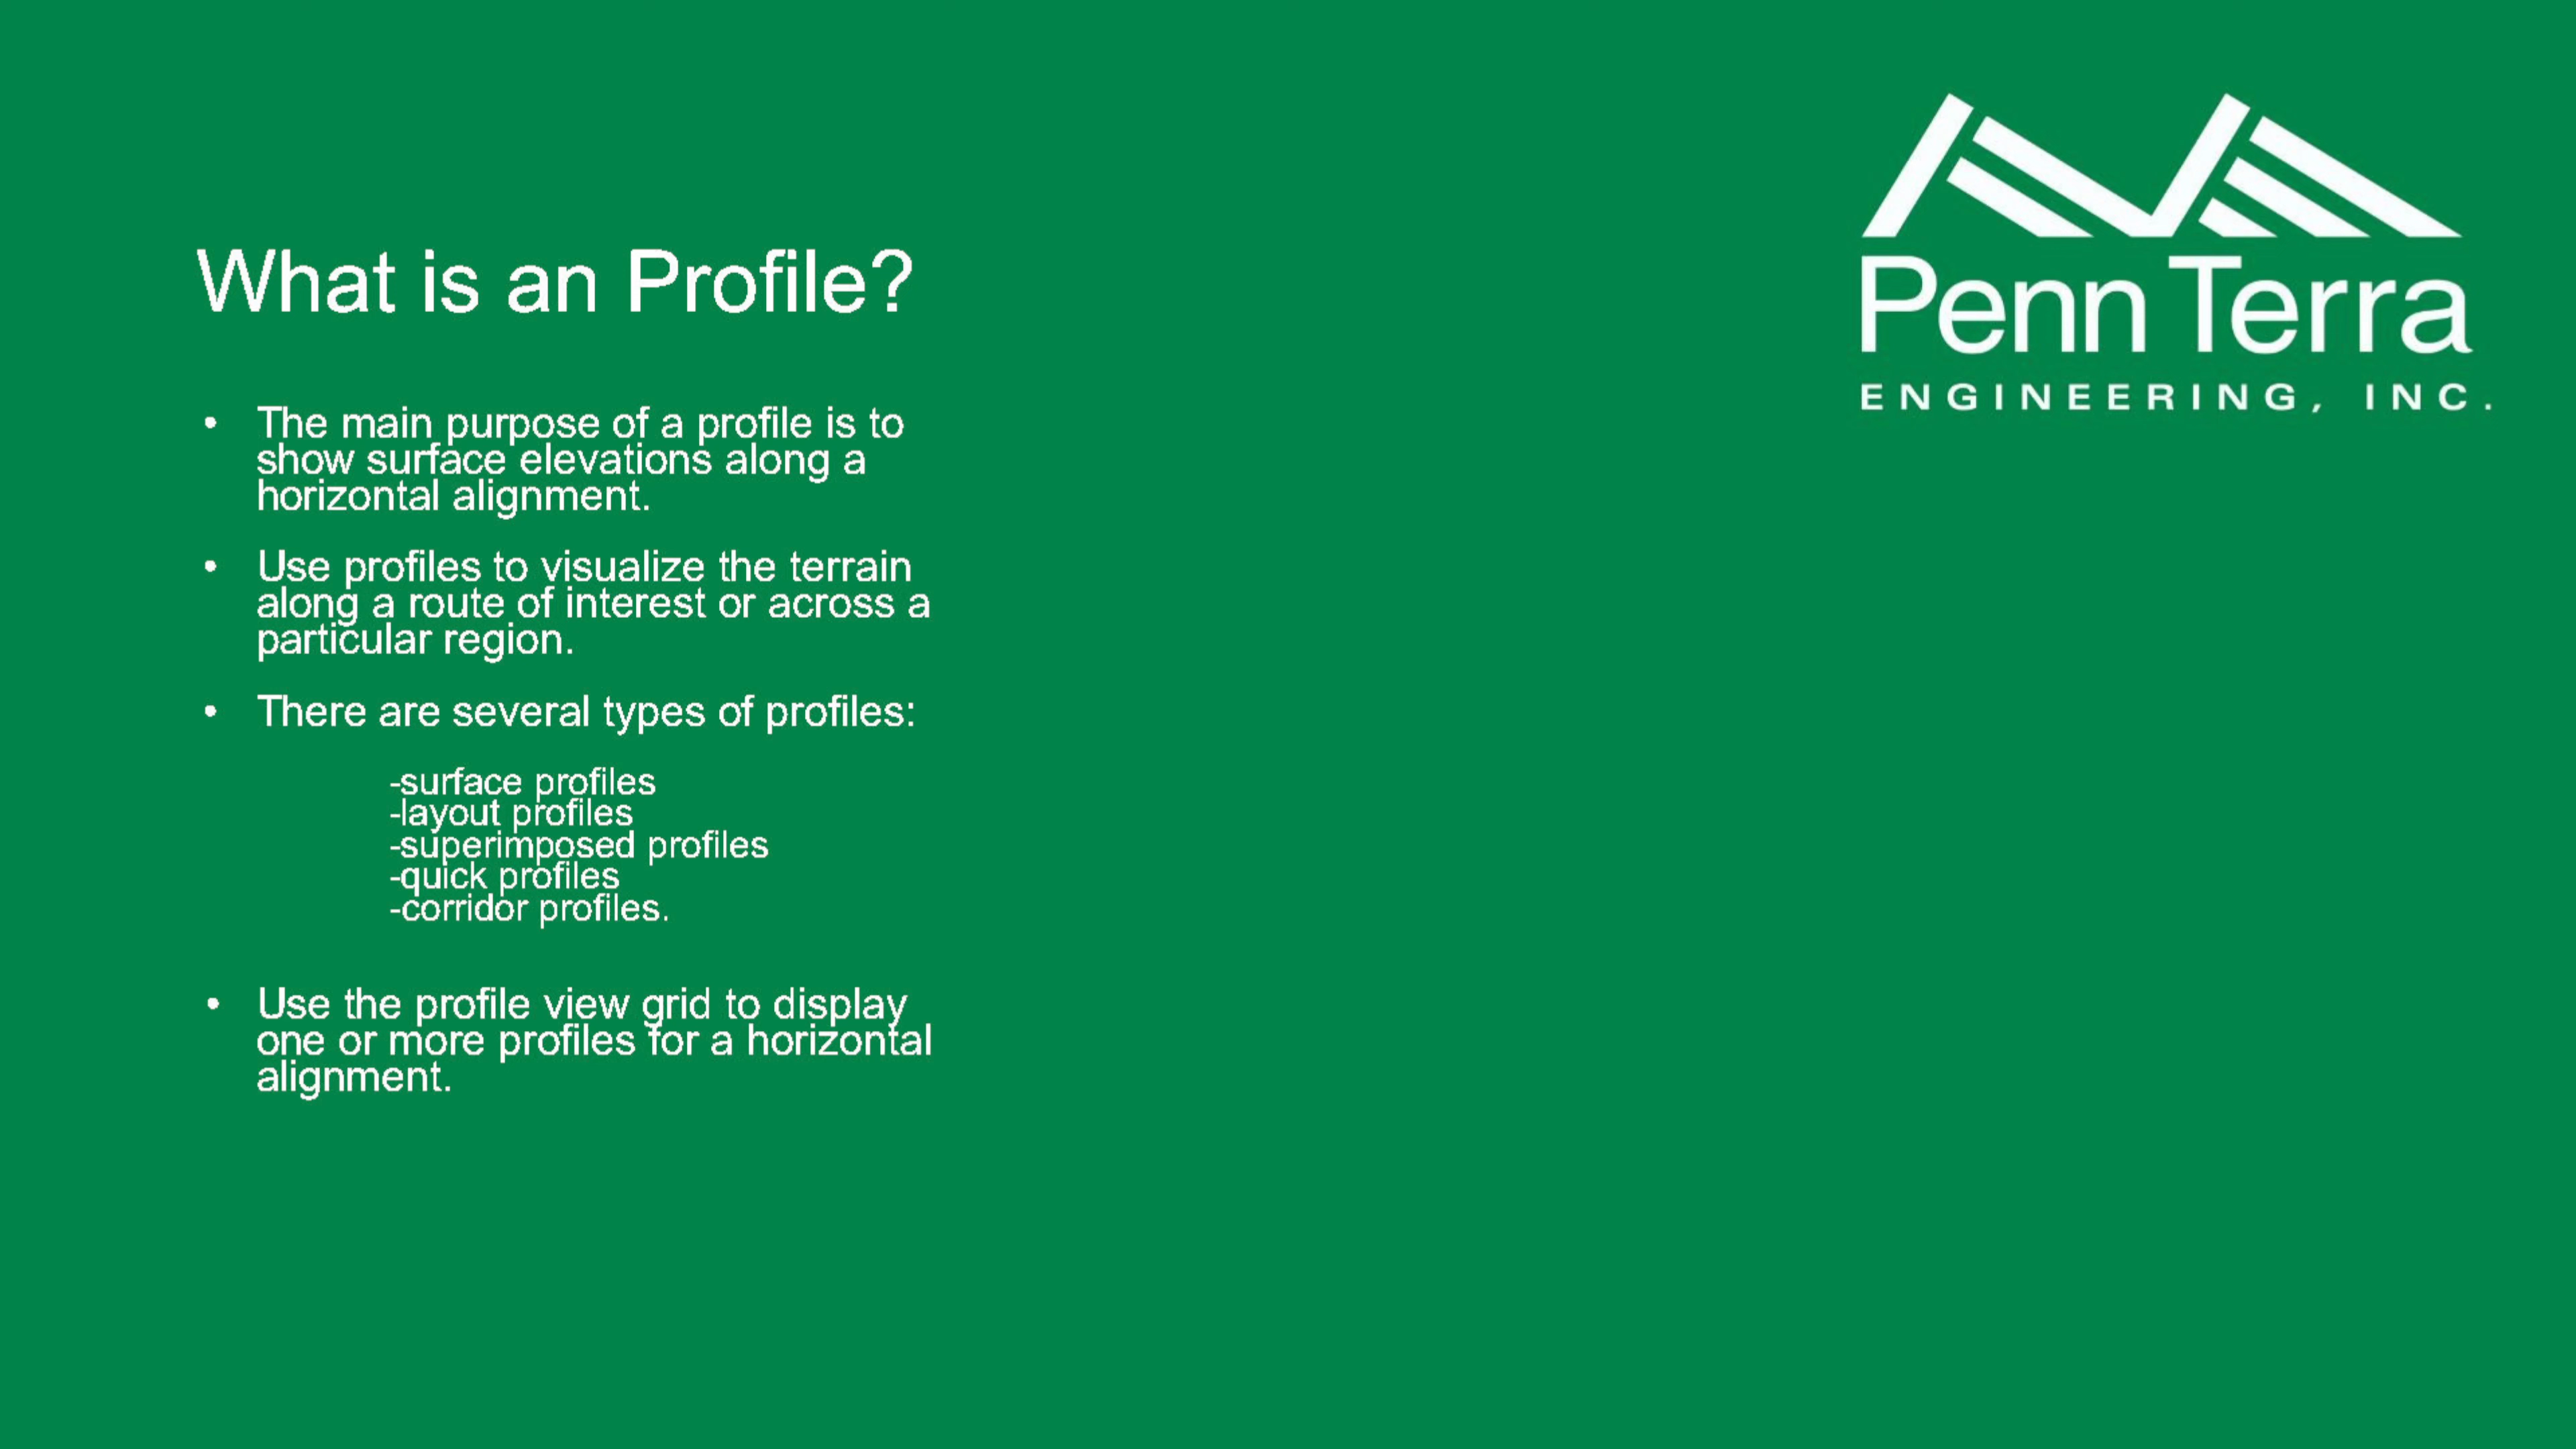 What is an Profile?
Penn Terra
ENGINEERING, INC.
• The main purpose of a profile is to
show surface elevations along a
horizontal alignment.
• Use profiles to visualize the terrain
along a route of interest or across a
particular region.
• There are several types of profiles:
-surface profiles
-layout profiles
-superimposed profiles
-quick profiles
-corridor profiles.
• Use the profile view grid to display
one or more profiles for a horizontal
alignment.